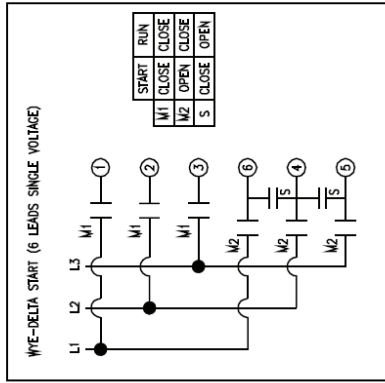 WYE-DELTA START (6 LEADS SINGLE VOLTAGE)
L1 L2 L3
M1 1
M1 2
M1 3
M2 6
S
M2 4
S
M2 5
START RUN
M1 CLOSE CLOSE
M2 OPEN CLOSE
S CLOSE OPEN